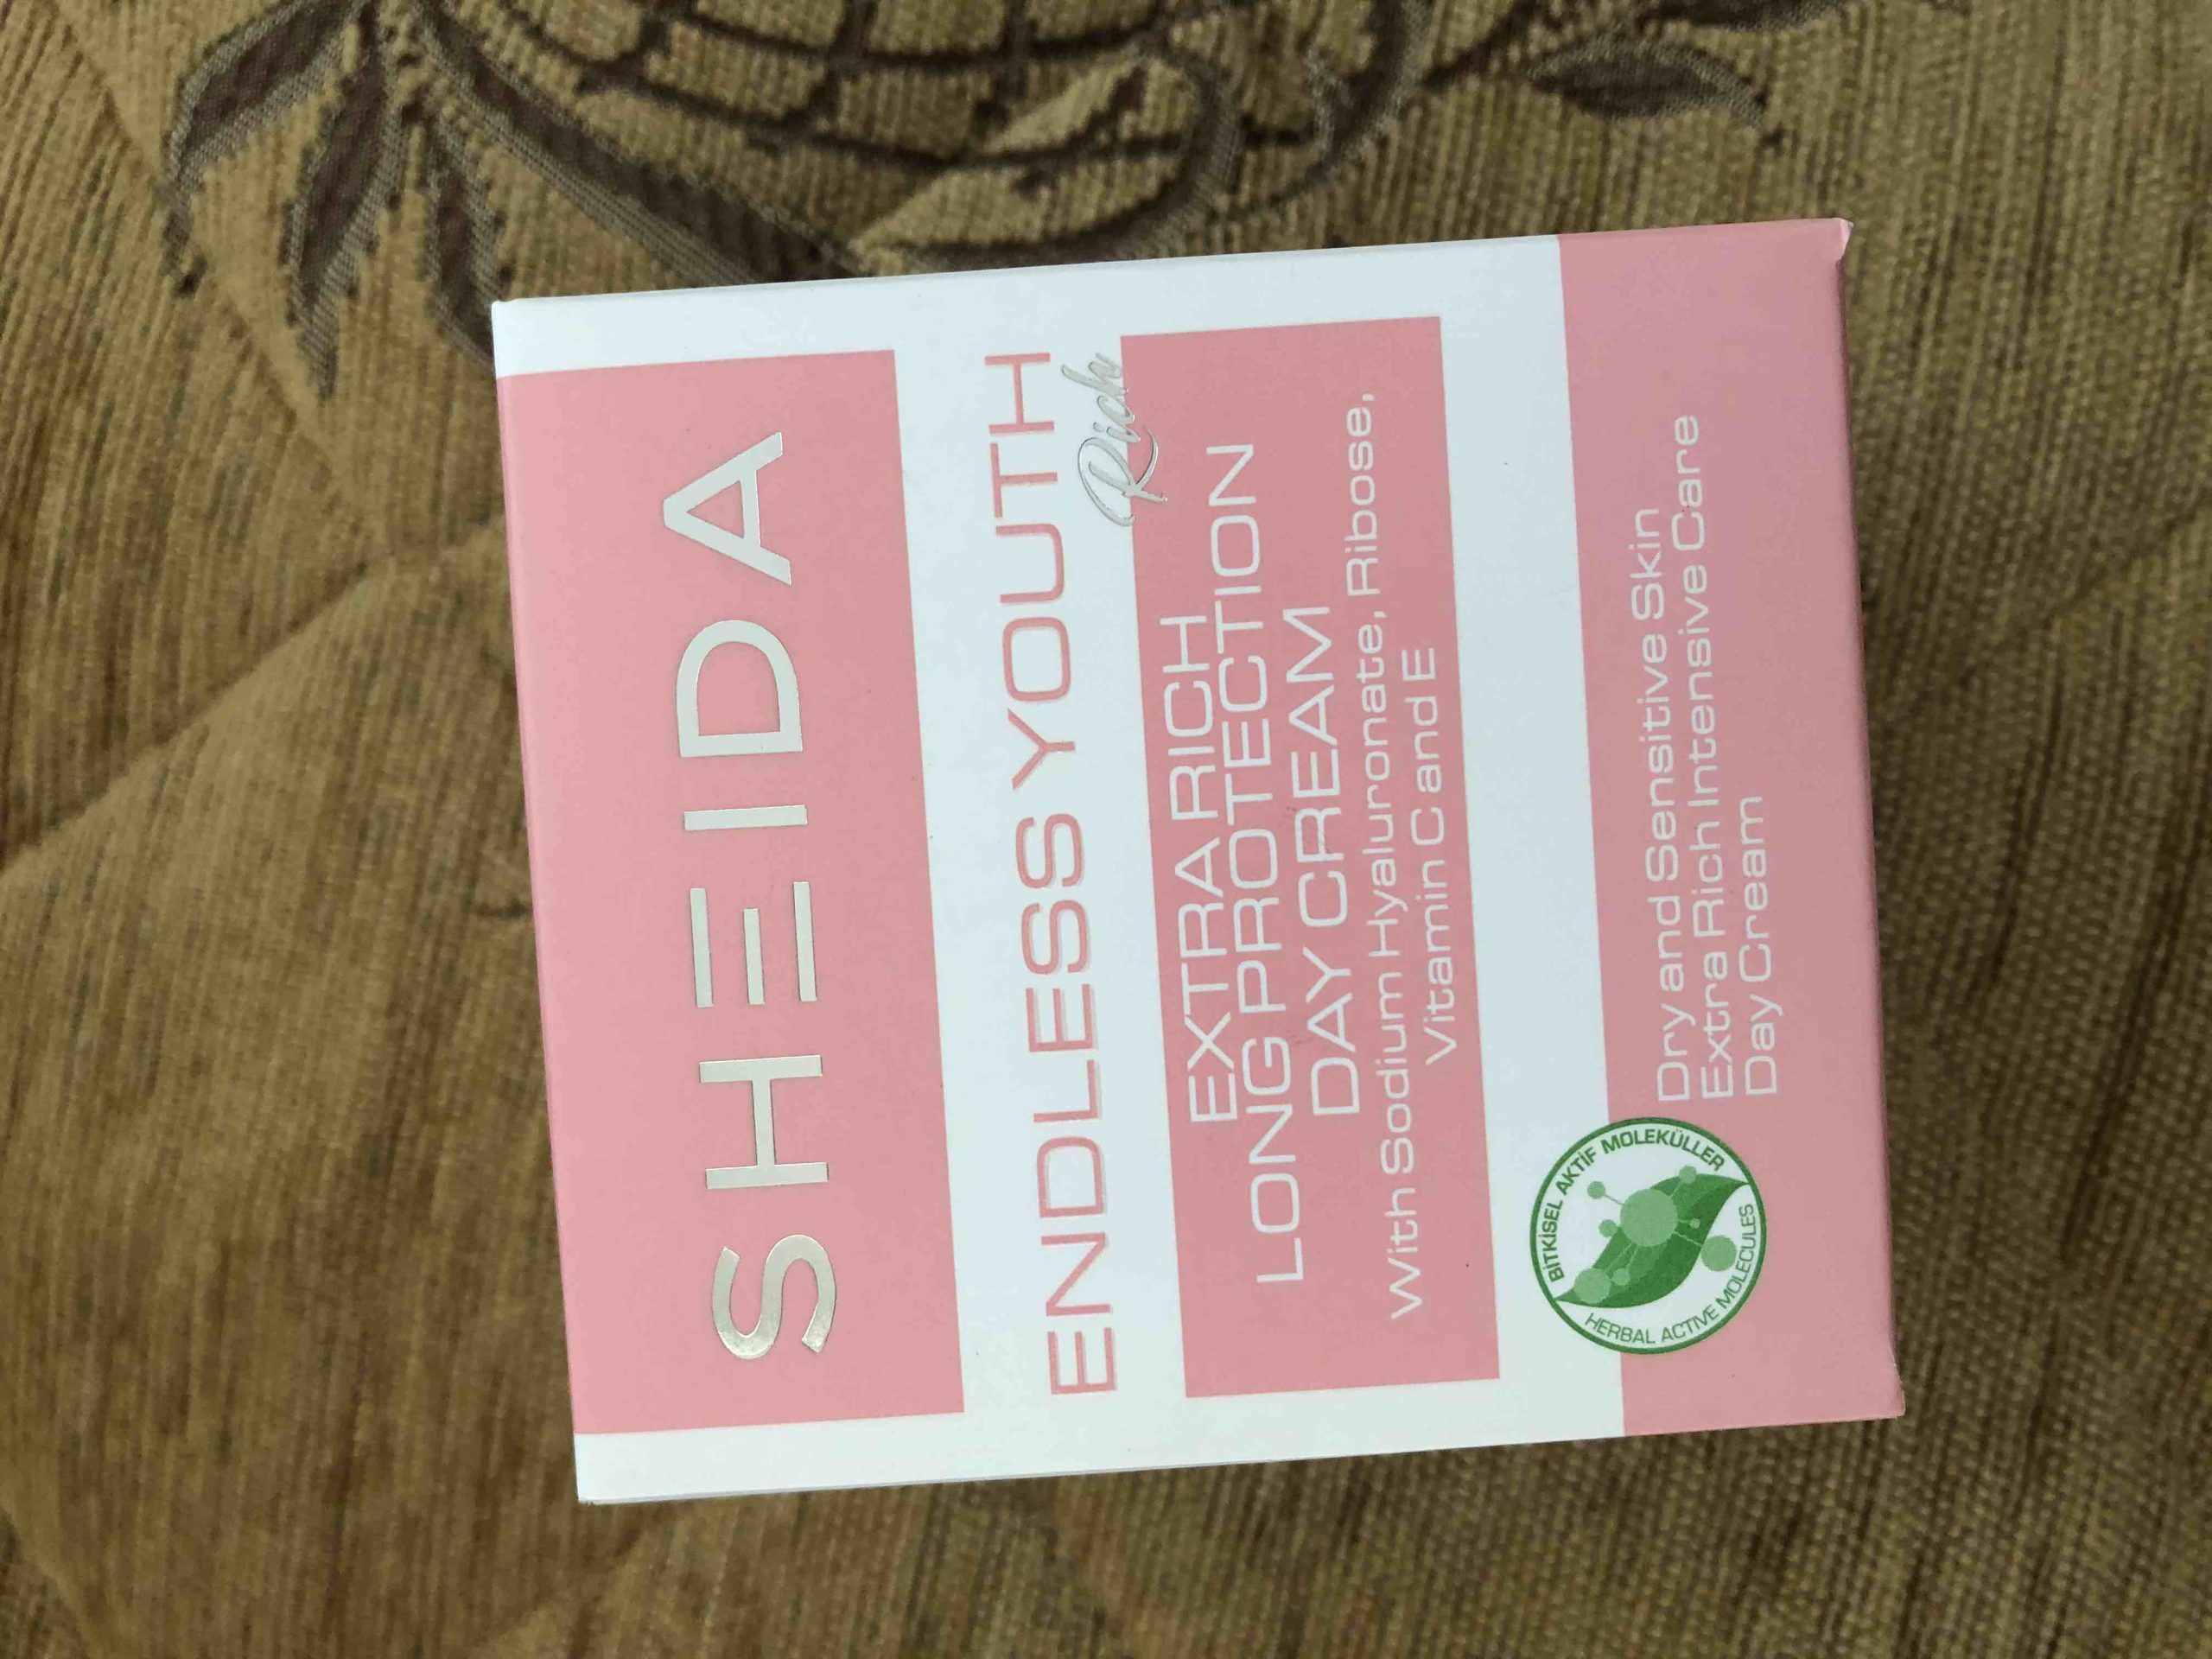 SHEIDA
ENDLESS YOUTH
Rich
EXTRA RICH
LONG PROTECTION
DAY CREAM
With Sodium Hyaluronate, Ribose,
Vitamin C and E
BİTKİSEL AKTİF MOLEKÜLLER
HERBAL ACTIVE MOLECULES
Dry and Sensitive Skin
Extra Rich Intensive Care
Day Cream